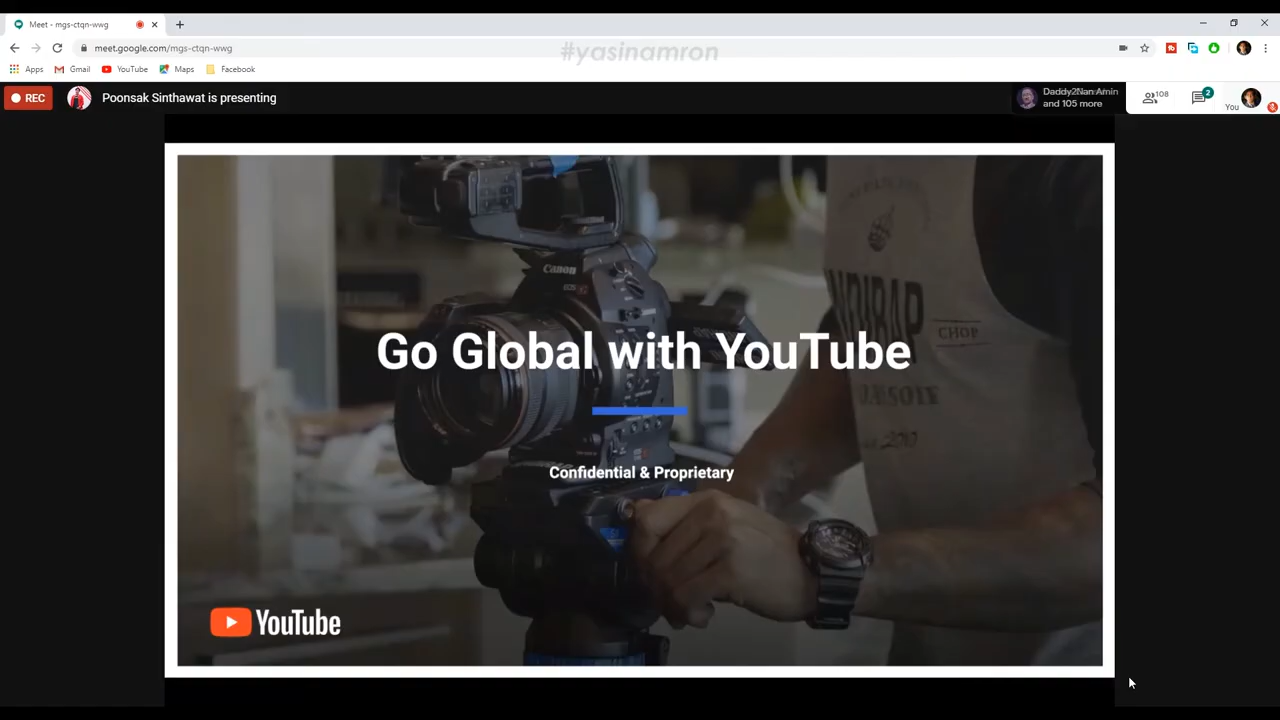 Meet - mgs-ctqn-wwg
meet.google.com/mgs-ctqn-wwg
#yasinamron
Apps Gmail YouTube Maps Facebook
REC
Poonsak Sinthawat is presenting
Daddy2Nan Amin
and 105 more
108
2
You
Canon
EOS
Go Global with YouTube
CHOP
Confidential & Proprietary
YouTube